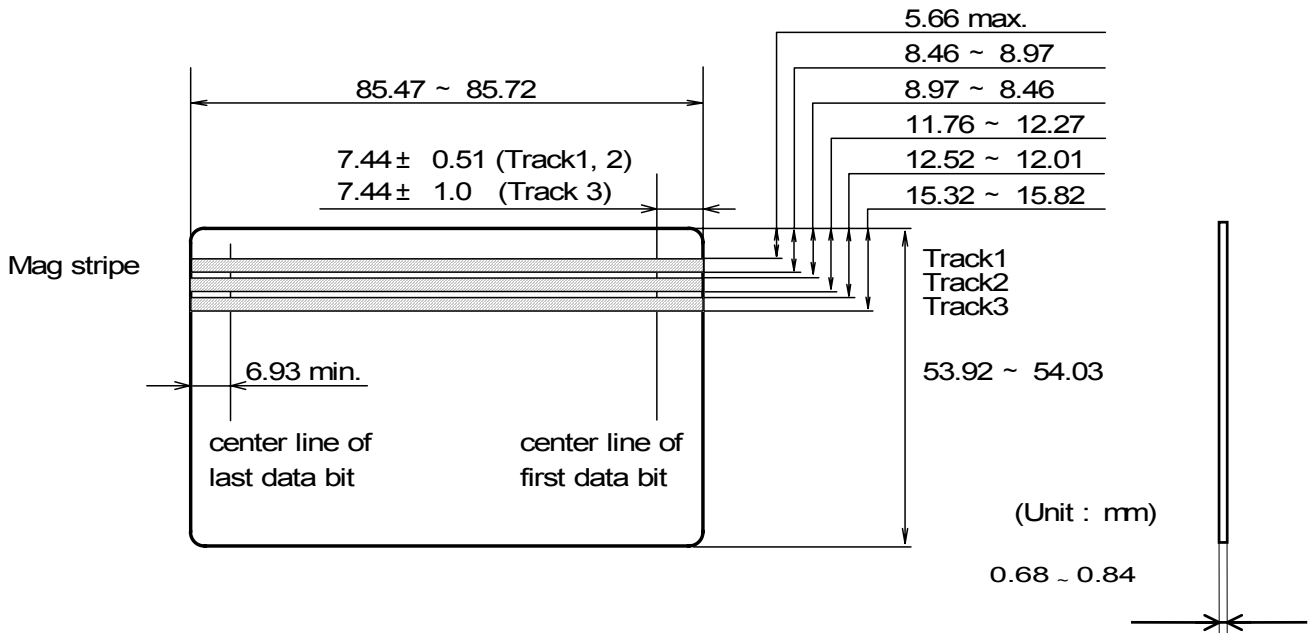 5.66 max.
8.46 ~ 8.97
85.47 ~ 85.72
8.97 ~ 8.46
11.76 ~ 12.27
7.44 ± 0.51 (Track1, 2)
12.52 ~ 12.01
7.44 ± 1.0 (Track 3)
15.32 ~ 15.82
Mag stripe
Track1
Track2
Track3
6.93 min.
53.92 ~ 54.03
center line of
last data bit
center line of
first data bit
(Unit : mm)
0.68 ~ 0.84